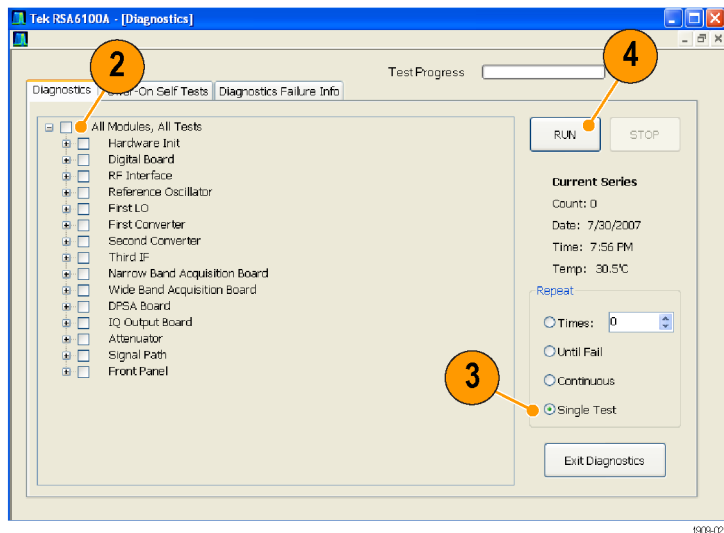 Tek RSA6100A - [Diagnostics]
2
4
Test Progress
Diagnostics
-On Self Tests
Diagnostics Failure Info
All Modules, All Tests
Hardware Init
Digital Board
RF Interface
Reference Oscillator
First LO
First Converter
Second Converter
Third IF
Narrow Band Acquisition Board
Wide Band Acquisition Board
DPSA Board
IQ Output Board
Attenuator
Signal Path
Front Panel
RUN
STOP
Current Series
Count: 0
Date: 7/30/2007
Time: 7:56 PM
Temp: 30.5°C
Repeat
Times: 0
Until Fail
3
Continuous
Single Test
Exit Diagnostics
1909-02